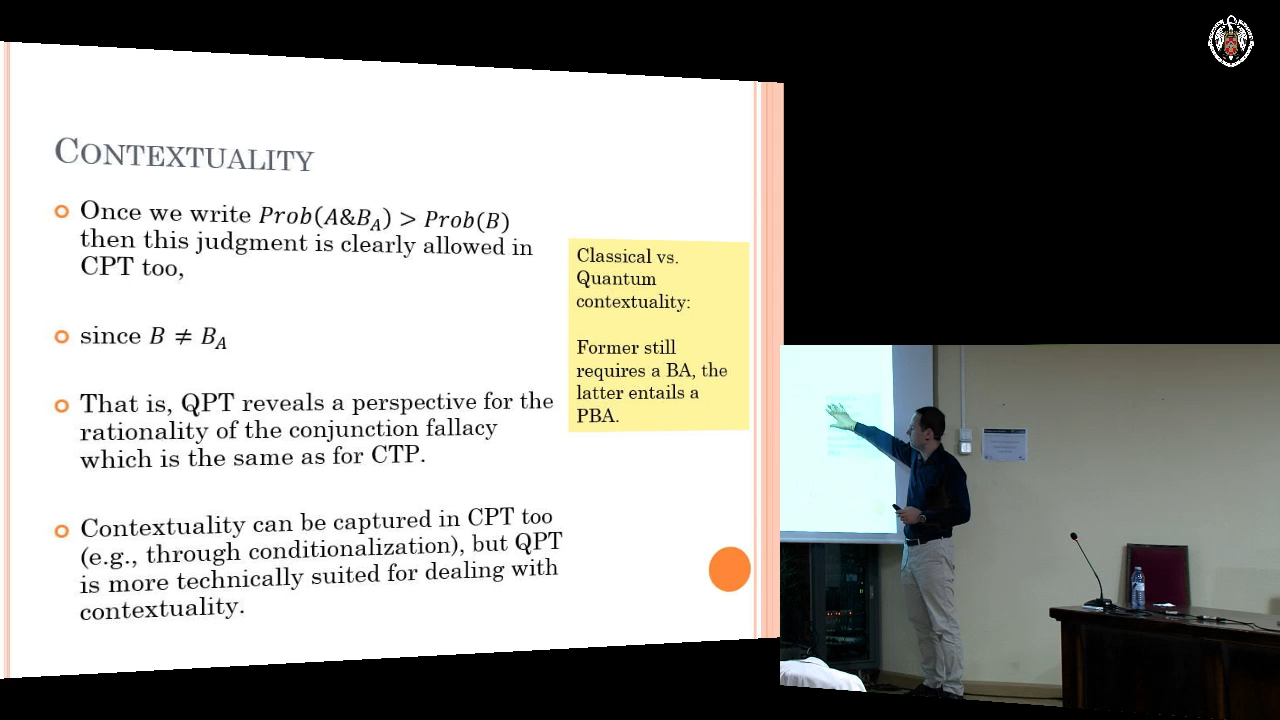 CONTEXTUALITY
Once we write Prob(A&B_A) > Prob(B)
then this judgment is clearly allowed in
CPT too,
since B ≠ B_A
That is, QPT reveals a perspective for the
rationality of the conjunction fallacy
which is the same as for CTP.
Contextuality can be captured in CPT too
(e.g., through conditionalization), but QPT
is more technically suited for dealing with
contextuality.
Classical vs.
Quantum
contextuality:
Former still
requires a BA, the
latter entails a
PBA.